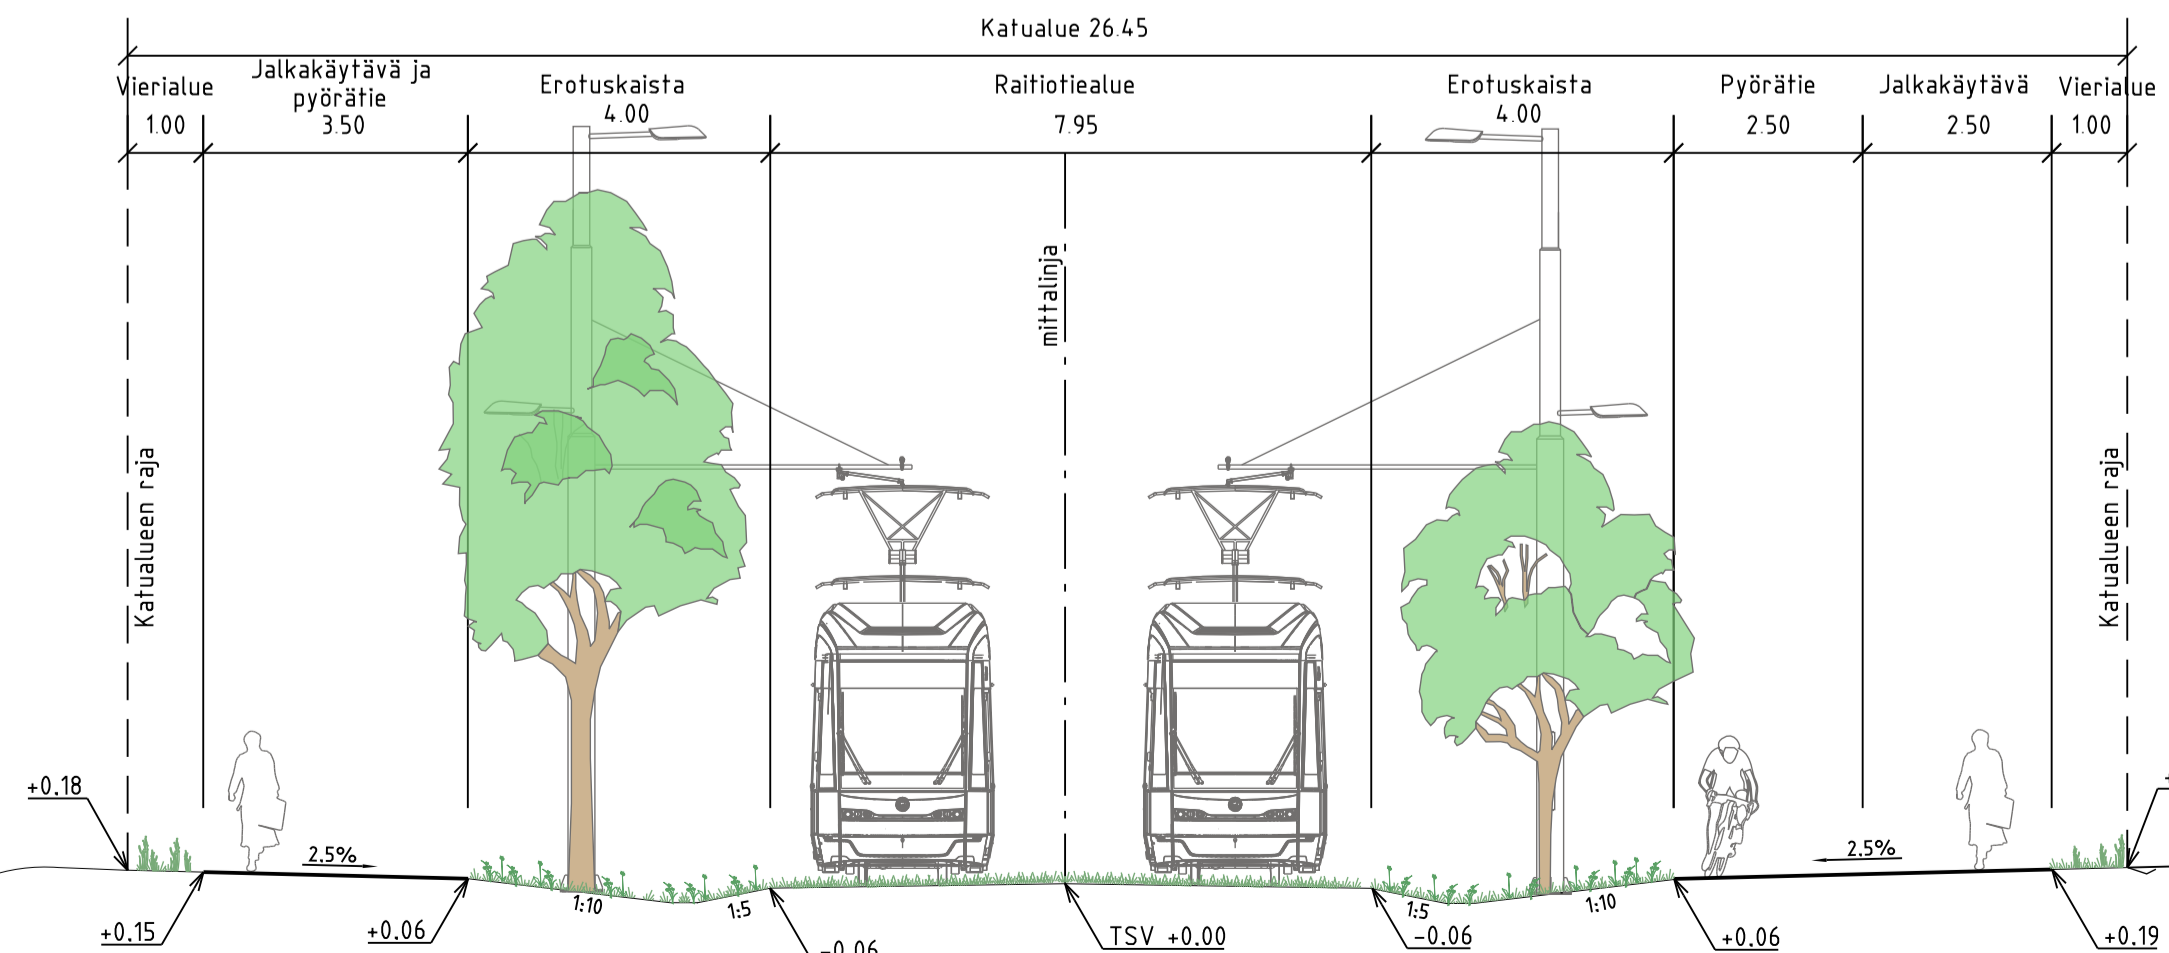 Katualue 26.45
Vierialue
1.00
Jalkakäytävä ja
pyörätie
3.50
Erotuskaista
4.00
Raitiotiealue
7.95
Erotuskaista
4.00
Pyörätie
2.50
Jalkakäytävä
2.50
Vierialue
1.00
Katualueen raja
mittalinja
Katualueen raja
+0.18
2.5%
2.5%
1:10
1:5
1:5
1:10
+0.15
+0.06
-0.06
TSV +0.00
-0.06
+0.06
+0.19